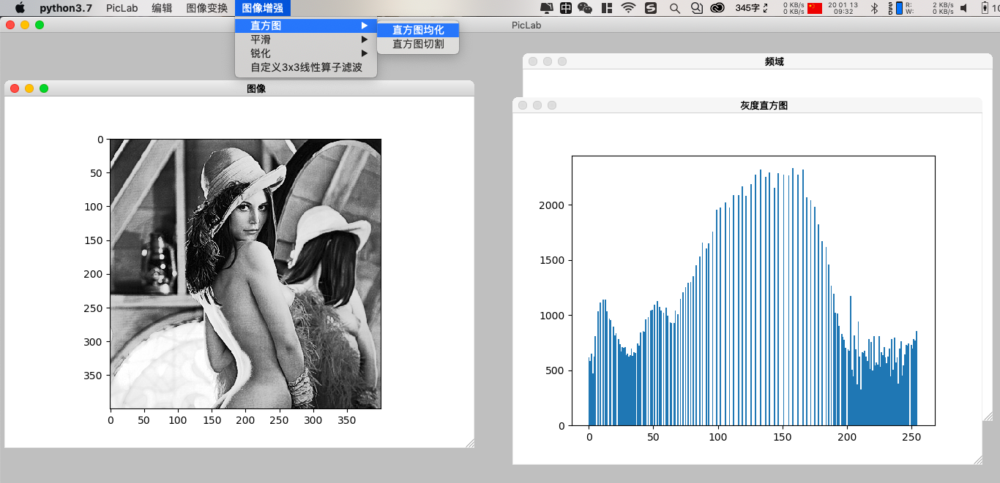 python3.7 PicLab 编辑 图像变换 图像增强 345字 0 KB/s 0 KB/s 20 01 13 09:32 SSD R: W: 2 KB/s 0 KB/s 10
直方图
平滑
锐化
自定义3x3线性算子滤波
直方图均化
直方图切割
PicLab
图像
0
50
100
150
200
250
300
350
0 50 100 150 200 250 300 350
频域
灰度直方图
2000
1500
1000
500
0
0 50 100 150 200 250